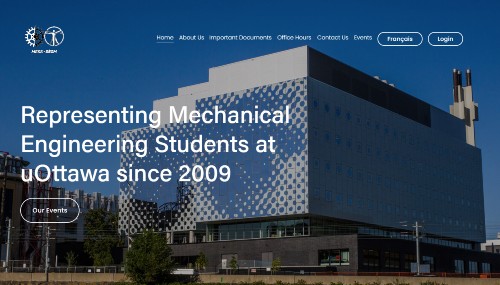 Home About Us Important Documents Office Hours Contact Us Events Français Login
MESS - AÉGM
Representing Mechanical
Engineering Students at
uOttawa since 2009
Our Events